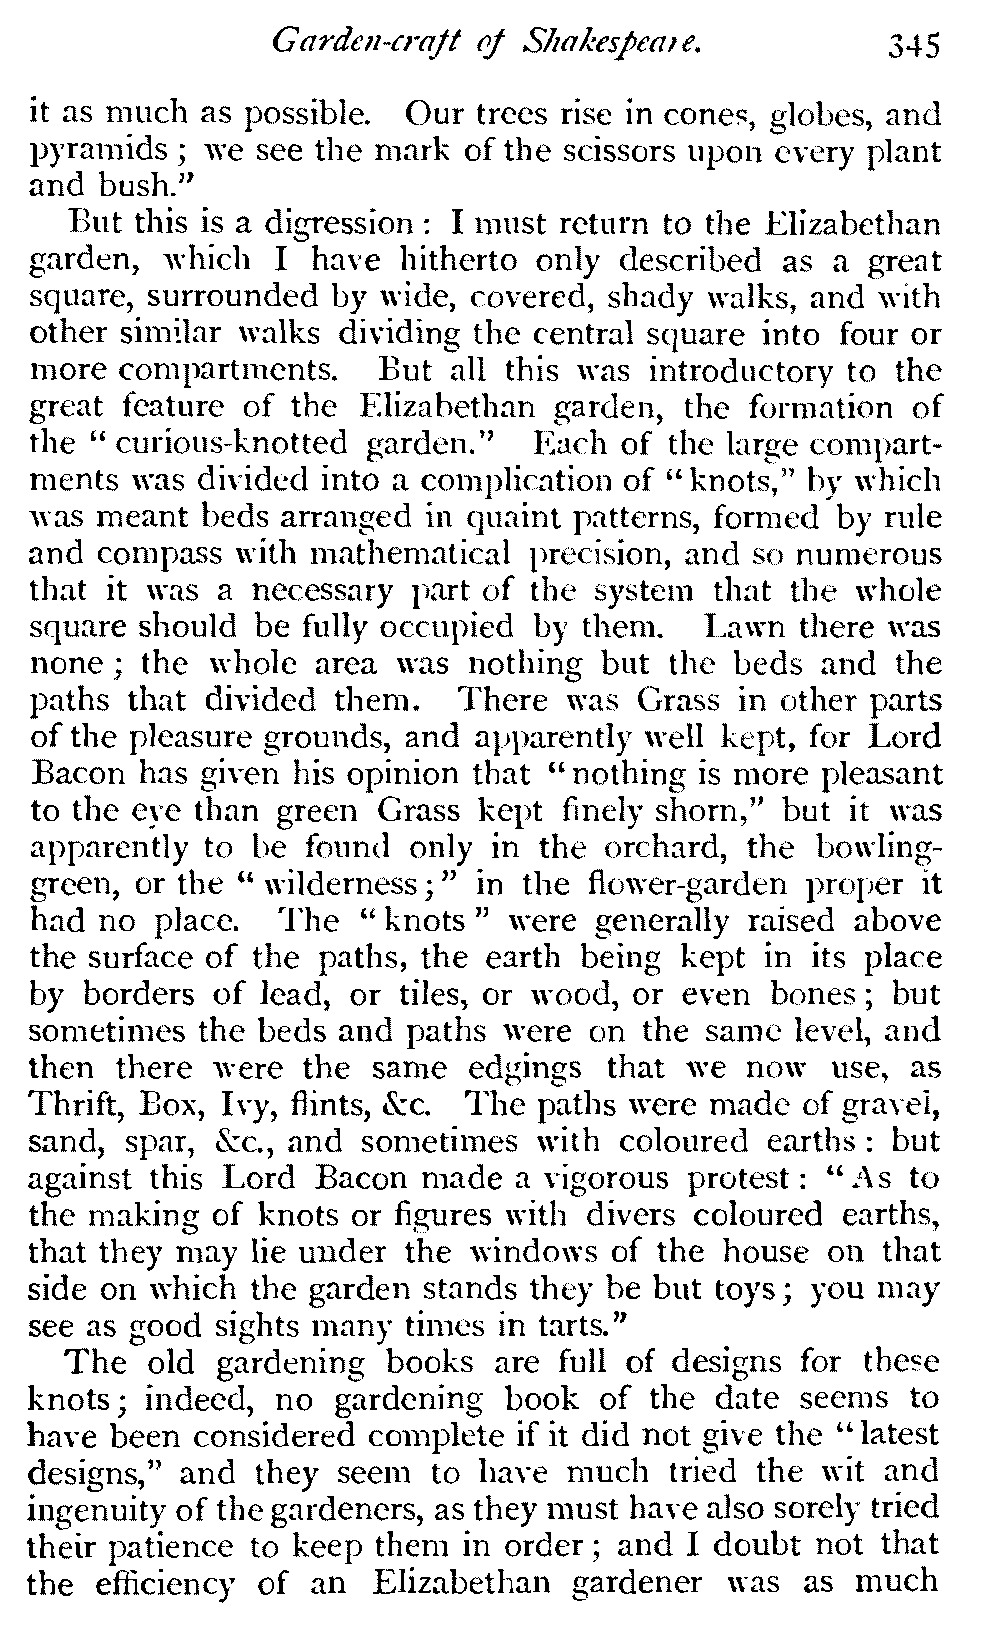 Garden-craft of Shakespeare. 345
it as much as possible. Our trees rise in cones, globes, and
pyramids ; we see the mark of the scissors upon every plant
and bush."
But this is a digression : I must return to the Elizabethan
garden, which I have hitherto only described as a great
square, surrounded by wide, covered, shady walks, and with
other similar walks dividing the central square into four or
more compartments. But all this was introductory to the
great feature of the Elizabethan garden, the formation of
the "curious-knotted garden." Each of the large compart-
ments was divided into a complication of "knots," by which
was meant beds arranged in quaint patterns, formed by rule
and compass with mathematical precision, and so numerous
that it was a necessary part of the system that the whole
square should be fully occupied by them. Lawn there was
none ; the whole area was nothing but the beds and the
paths that divided them. There was Grass in other parts
of the pleasure grounds, and apparently well kept, for Lord
Bacon has given his opinion that "nothing is more pleasant
to the eye than green Grass kept finely shorn," but it was
apparently to be found only in the orchard, the bowling-
green, or the "wilderness ;" in the flower-garden proper it
had no place. The "knots" were generally raised above
the surface of the paths, the earth being kept in its place
by borders of lead, or tiles, or wood, or even bones ; but
sometimes the beds and paths were on the same level, and
then there were the same edgings that we now use, as
Thrift, Box, Ivy, flints, &c. The paths were made of gravel,
sand, spar, &c., and sometimes with coloured earths : but
against this Lord Bacon made a vigorous protest : "As to
the making of knots or figures with divers coloured earths,
that they may lie under the windows of the house on that
side on which the garden stands they be but toys ; you may
see as good sights many times in tarts."
The old gardening books are full of designs for these
knots ; indeed, no gardening book of the date seems to
have been considered complete if it did not give the "latest
designs," and they seem to have much tried the wit and
ingenuity of the gardeners, as they must have also sorely tried
their patience to keep them in order ; and I doubt not that
the efficiency of an Elizabethan gardener was as much